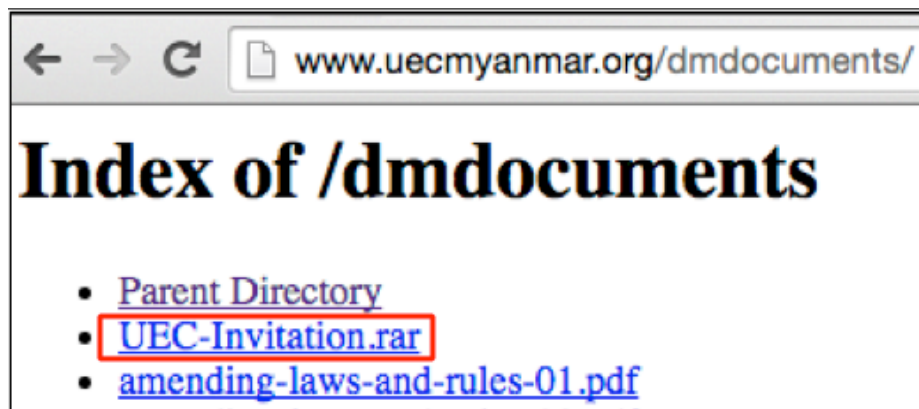 www.uecmyanmar.org/dmdocuments/
Index of /dmdocuments
Parent Directory
UEC-Invitation.rar
amending-laws-and-rules-01.pdf